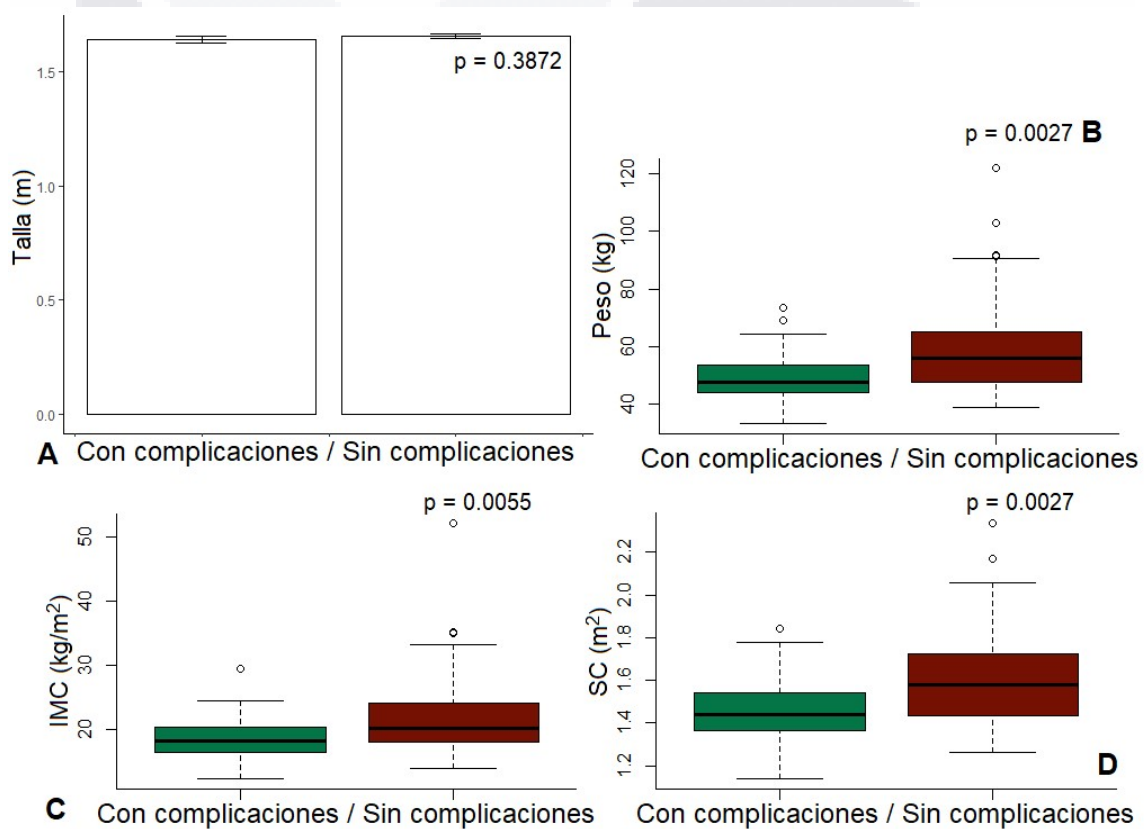 Talla (m)
1.5
1.0
0.5
0.0
p = 0.3872
A
Con complicaciones / Sin complicaciones
p = 0.0027
B
Peso (kg)
120
100
80
60
40
Con complicaciones / Sin complicaciones
p = 0.0055
IMC (kg/m²)
50
40
30
20
C
Con complicaciones / Sin complicaciones
p = 0.0027
SC (m²)
2.2
2.0
1.8
1.6
1.4
1.2
D
Con complicaciones / Sin complicaciones